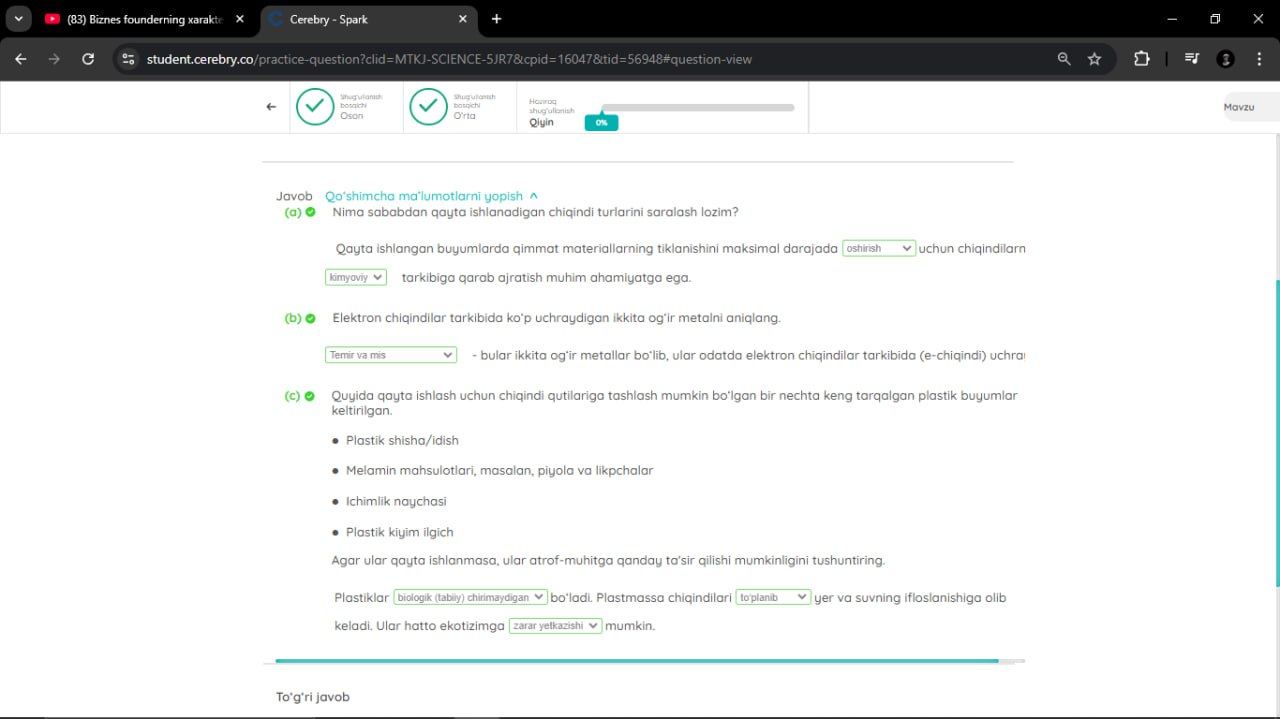 (83) Biznes founderning xarakte
Cerebry - Spark
student.cerebry.co/practice-question?clid=MTKJ-SCIENCE-5JR7&cpid=16047&tid=56948#question-view
Shug'ullanish
bosqichi
Oson
Shug'ullanish
bosqichi
O'rta
Hoziroq
shug'ullanish
Qiyin
0%
Mavzu
Javob Qo'shimcha ma'lumotlarni yopish
(a) Nima sababdan qayta ishlanadigan chiqindi turlarini saralash lozim?
Qayta ishlangan buyumlarda qimmat materiallarning tiklanishini maksimal darajada oshirish uchun chiqindilarn
kimyoviy tarkibiga qarab ajratish muhim ahamiyatga ega.
(b) Elektron chiqindilar tarkibida ko'p uchraydigan ikkita og'ir metalni aniqlang.
Temir va mis - bular ikkita og'ir metallar bo'lib, ular odatda elektron chiqindilar tarkibida (e-chiqindi) uchra
(c) Quyida qayta ishlash uchun chiqindi qutilariga tashlash mumkin bo'lgan bir nechta keng tarqalgan plastik buyumlar
keltirilgan.
● Plastik shisha/idish
● Melamin mahsulotlari, masalan, piyola va likpchalar
● Ichimlik naychasi
● Plastik kiyim ilgich
Agar ular qayta ishlanmasa, ular atrof-muhitga qanday ta'sir qilishi mumkinligini tushuntiring.
Plastiklar biologik (tabiiy) chirimaydigan bo'ladi. Plastmassa chiqindilari to'planib yer va suvning ifloslanishiga olib
keladi. Ular hatto ekotizimga zarar yetkazishi mumkin.
To'g'ri javob